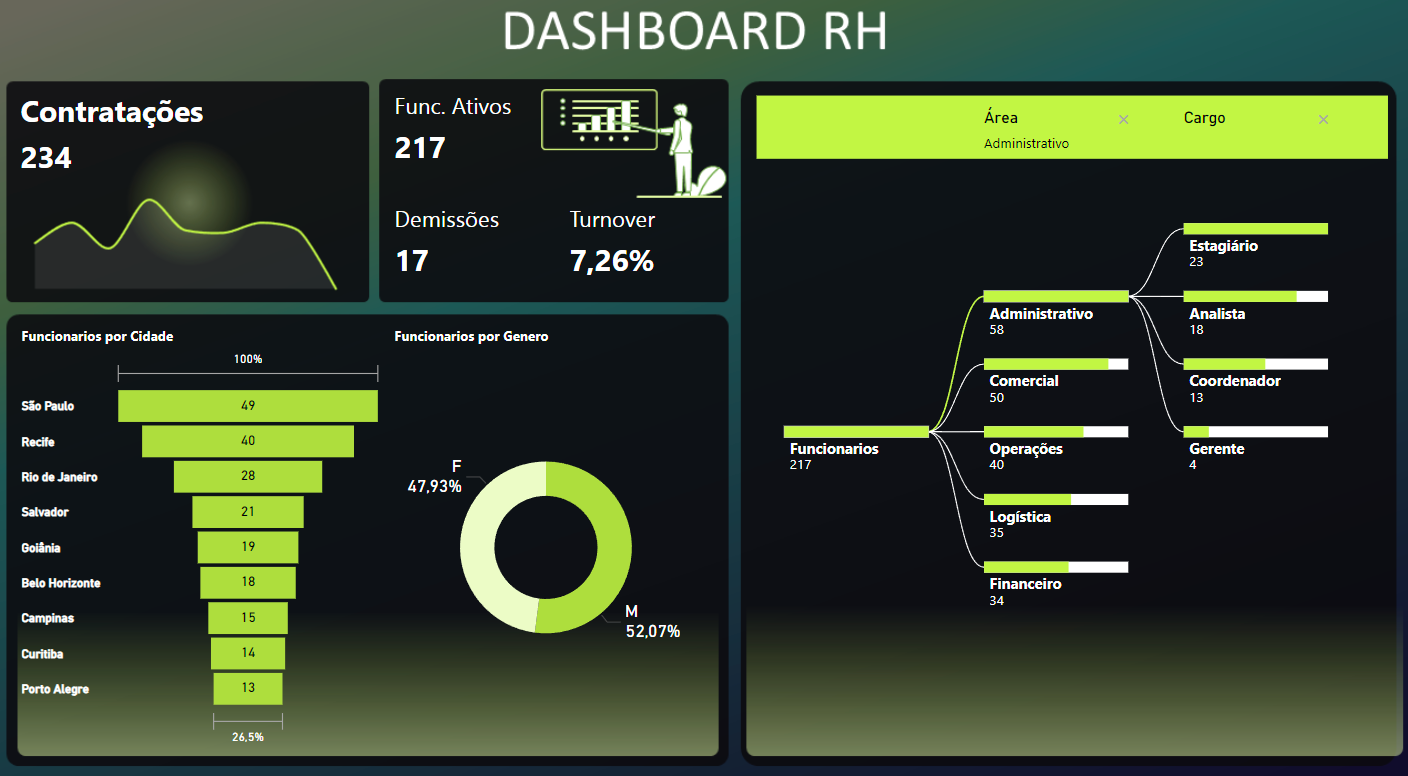 DASHBOARD RH
Contratações
234
Func. Ativos
217
Demissões
17
Turnover
7,26%
Funcionarios por Cidade
100%
São Paulo 49
Recife 40
Rio de Janeiro 28
Salvador 21
Goiânia 19
Belo Horizonte 18
Campinas 15
Curitiba 14
Porto Alegre 13
26,5%
Funcionarios por Genero
F
47,93%
M
52,07%
Área × Cargo ×
Administrativo
Funcionarios
217
Administrativo
58
Comercial
50
Operações
40
Logística
35
Financeiro
34
Estagiário
23
Analista
18
Coordenador
13
Gerente
4